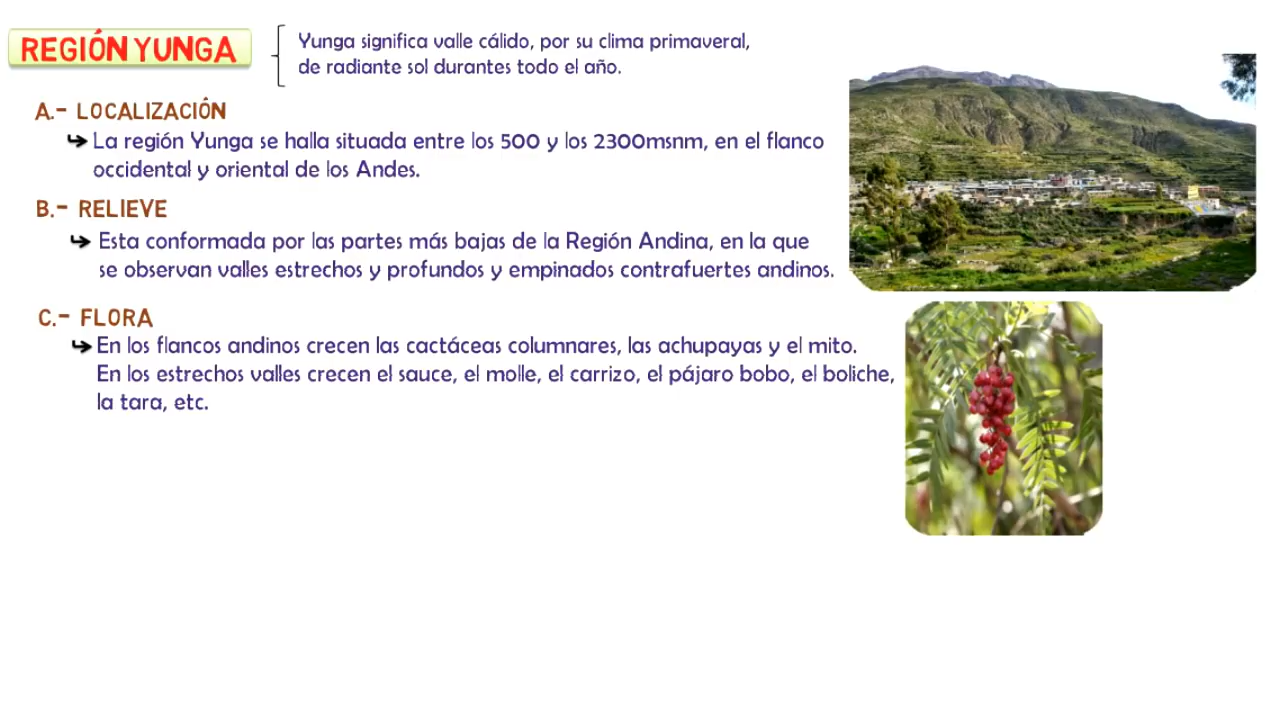 REGIÓN YUNGA
Yunga significa valle cálido, por su clima primaveral,
de radiante sol durantes todo el año.
A.- LOCALIZACIÓN
La región Yunga se halla situada entre los 500 y los 2300msnm, en el flanco
occidental y oriental de los Andes.
B.- RELIEVE
Esta conformada por las partes más bajas de la Región Andina, en la que
se observan valles estrechos y profundos y empinados contrafuertes andinos.
C.- FLORA
En los flancos andinos crecen las cactáceas columnares, las achupayas y el mito.
En los estrechos valles crecen el sauce, el molle, el carrizo, el pájaro bobo, el boliche,
la tara, etc.